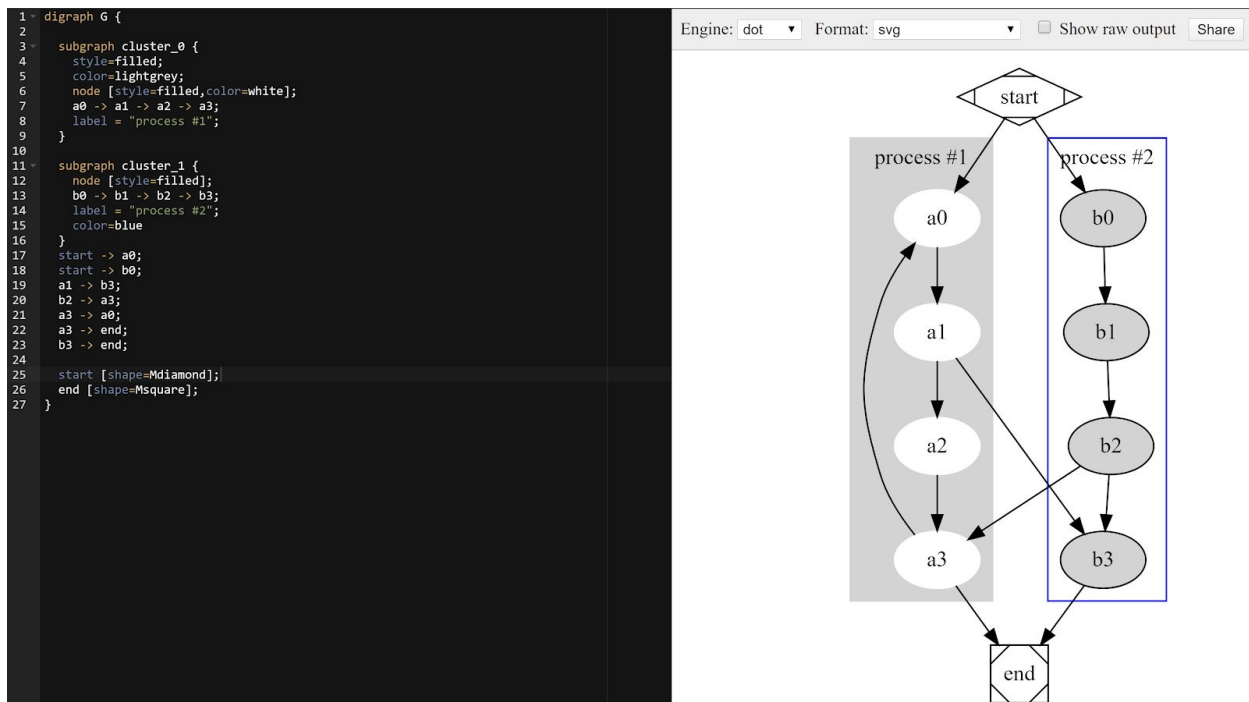 1 digraph G {
2
3 subgraph cluster_0 {
4 style=filled;
5 color=lightgrey;
6 node [style=filled,color=white];
7 a0 -> a1 -> a2 -> a3;
8 label = "process #1";
9 }
10
11 subgraph cluster_1 {
12 node [style=filled];
13 b0 -> b1 -> b2 -> b3;
14 label = "process #2";
15 color=blue
16 }
17 start -> a0;
18 start -> b0;
19 a1 -> b3;
20 b2 -> a3;
21 a3 -> a0;
22 a3 -> end;
23 b3 -> end;
24
25 start [shape=Mdiamond];
26 end [shape=Msquare];
27 }
Engine: dot Format: svg Show raw output Share
start
process #1 process #2
a0 b0
a1 b1
a2 b2
a3 b3
end